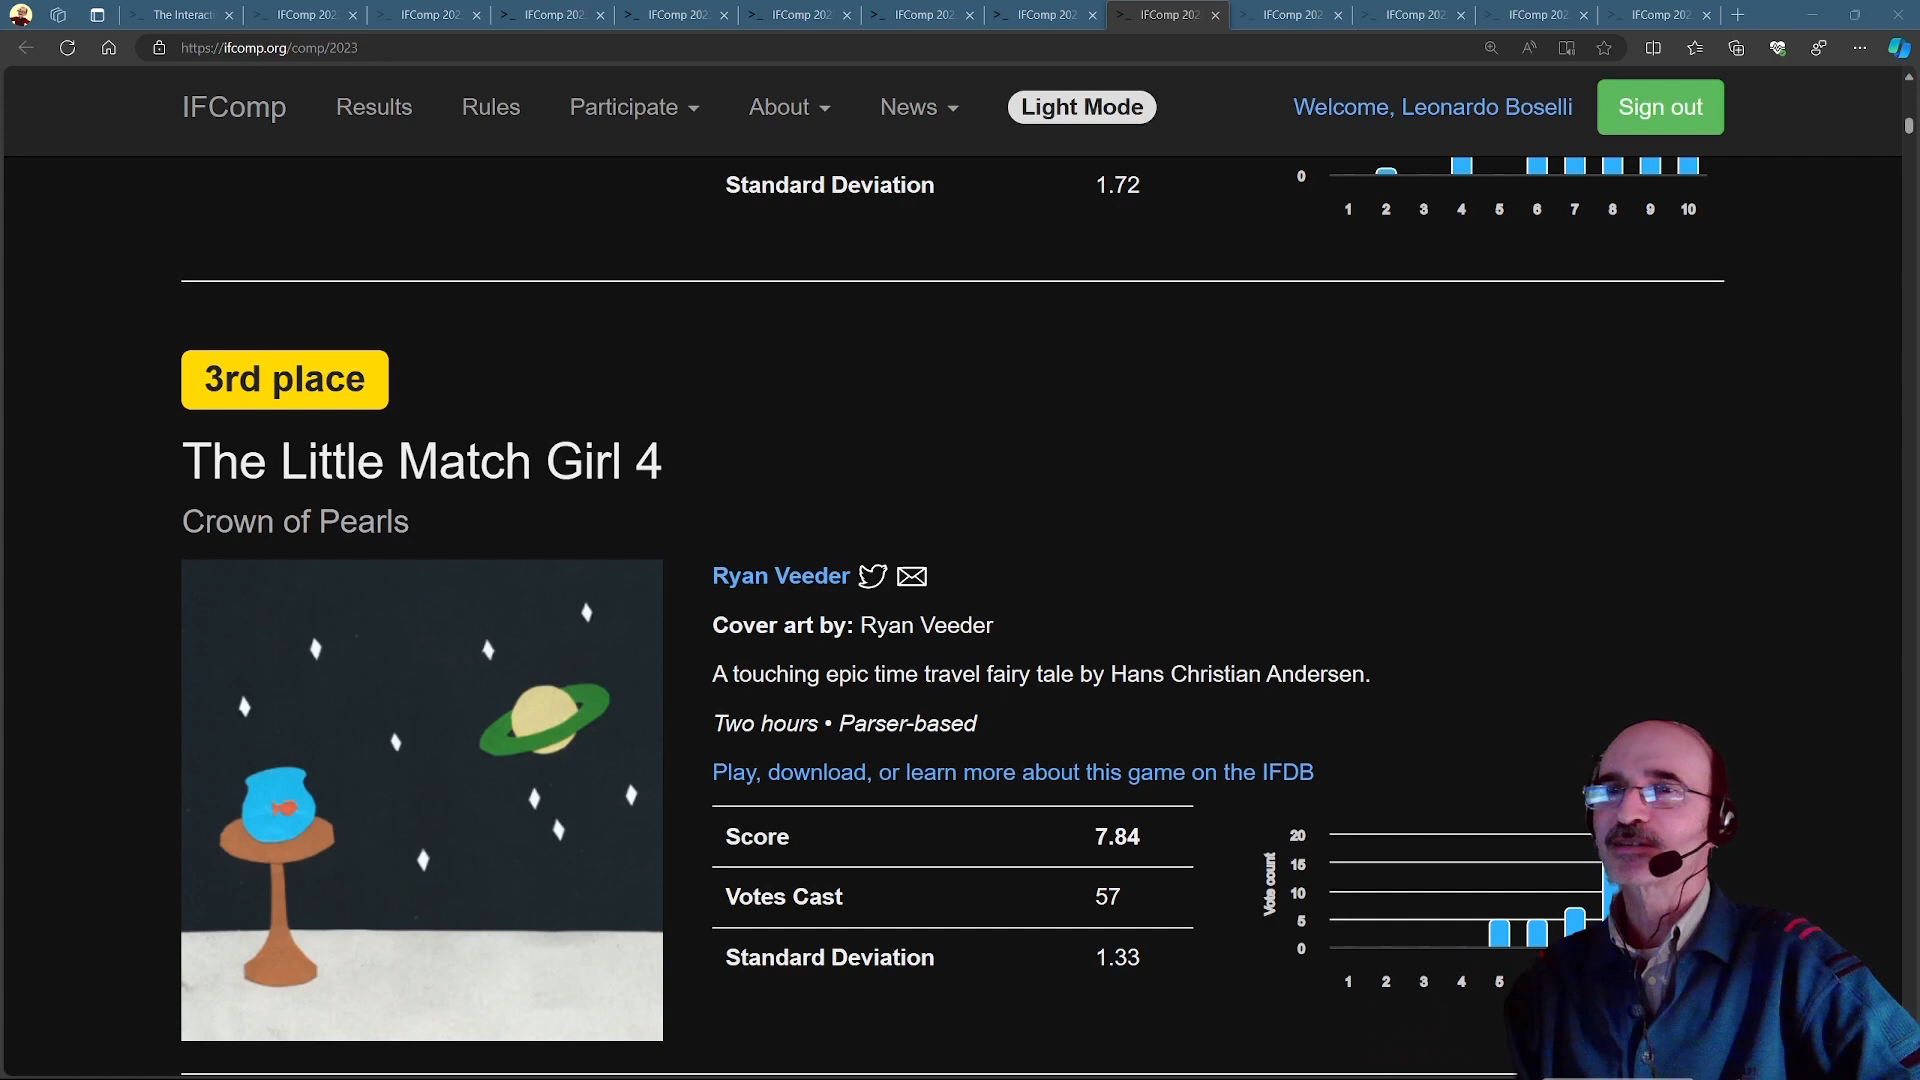 The Interacti
IFComp 202
IFComp 202
IFComp 202
IFComp 202
IFComp 202
IFComp 202
IFComp 202
IFComp 202
IFComp 202
IFComp 202
IFComp 202
IFComp 202
https://ifcomp.org/comp/2023
IFComp
Results
Rules
Participate
About
News
Light Mode
Welcome, Leonardo Boselli
Sign out
Standard Deviation 1.72
0
1 2 3 4 5 6 7 8 9 10
3rd place
The Little Match Girl 4
Crown of Pearls
Ryan Veeder
Cover art by: Ryan Veeder
A touching epic time travel fairy tale by Hans Christian Andersen.
Two hours • Parser-based
Play, download, or learn more about this game on the IFDB
Score 7.84
Votes Cast 57
Standard Deviation 1.33
Vote count
20
15
10
5
0
1 2 3 4 5